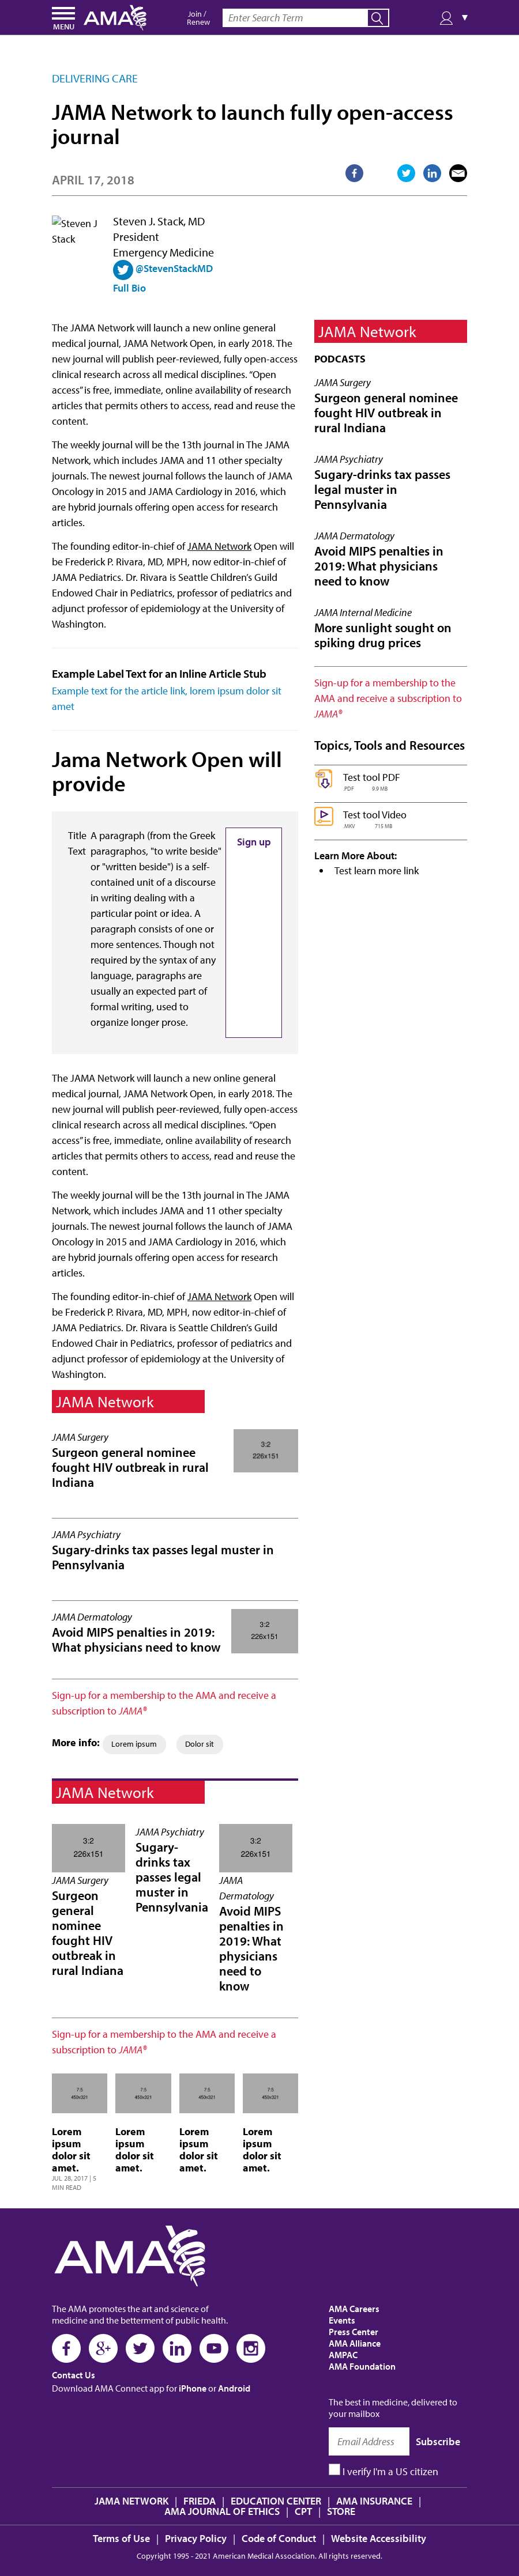 MENU
AMA
Join /
Renew
Enter Search Term
▼
DELIVERING CARE
JAMA Network to launch fully open-access
journal
APRIL 17, 2018
Steven J
Stack
Steven J. Stack, MD
President
Emergency Medicine
@StevenStackMD
Full Bio
The JAMA Network will launch a new online general
medical journal, JAMA Network Open, in early 2018. The
new journal will publish peer-reviewed, fully open-access
clinical research across all medical disciplines. “Open
access” is free, immediate, online availability of research
articles that permits others to access, read and reuse the
content.
The weekly journal will be the 13th journal in The JAMA
Network, which includes JAMA and 11 other specialty
journals. The newest journal follows the launch of JAMA
Oncology in 2015 and JAMA Cardiology in 2016, which
are hybrid journals offering open access for research
articles.
The founding editor-in-chief of JAMA Network Open will
be Frederick P. Rivara, MD, MPH, now editor-in-chief of
JAMA Pediatrics. Dr. Rivara is Seattle Children’s Guild
Endowed Chair in Pediatrics, professor of pediatrics and
adjunct professor of epidemiology at the University of
Washington.
Example Label Text for an Inline Article Stub
Example text for the article link, lorem ipsum dolor sit
amet
Jama Network Open will
provide
Title
Text
A paragraph (from the Greek
paragraphos, "to write beside"
or "written beside") is a self-
contained unit of a discourse
in writing dealing with a
particular point or idea. A
paragraph consists of one or
more sentences. Though not
required by the syntax of any
language, paragraphs are
usually an expected part of
formal writing, used to
organize longer prose.
Sign up
The JAMA Network will launch a new online general
medical journal, JAMA Network Open, in early 2018. The
new journal will publish peer-reviewed, fully open-access
clinical research across all medical disciplines. “Open
access” is free, immediate, online availability of research
articles that permits others to access, read and reuse the
content.
The weekly journal will be the 13th journal in The JAMA
Network, which includes JAMA and 11 other specialty
journals. The newest journal follows the launch of JAMA
Oncology in 2015 and JAMA Cardiology in 2016, which
are hybrid journals offering open access for research
articles.
The founding editor-in-chief of JAMA Network Open will
be Frederick P. Rivara, MD, MPH, now editor-in-chief of
JAMA Pediatrics. Dr. Rivara is Seattle Children’s Guild
Endowed Chair in Pediatrics, professor of pediatrics and
adjunct professor of epidemiology at the University of
Washington.
JAMA Network
JAMA Surgery
Surgeon general nominee
fought HIV outbreak in rural
Indiana
3:2
226x151
JAMA Psychiatry
Sugary-drinks tax passes legal muster in
Pennsylvania
JAMA Dermatology
Avoid MIPS penalties in 2019:
What physicians need to know
3:2
226x151
Sign-up for a membership to the AMA and receive a
subscription to JAMA®
More info:
Lorem ipsum
Dolor sit
JAMA Network
3:2
226x151
JAMA Surgery
Surgeon
general
nominee
fought HIV
outbreak in
rural Indiana
JAMA Psychiatry
Sugary-
drinks tax
passes legal
muster in
Pennsylvania
3:2
226x151
JAMA
Dermatology
Avoid MIPS
penalties in
2019: What
physicians
need to
know
Sign-up for a membership to the AMA and receive a
subscription to JAMA®
7:5
450x321
Lorem
ipsum
dolor sit
amet.
JUL 28, 2017 | 5
MIN READ
7:5
450x321
Lorem
ipsum
dolor sit
amet.
7:5
450x321
Lorem
ipsum
dolor sit
amet.
7:5
450x321
Lorem
ipsum
dolor sit
amet.
JAMA Network
PODCASTS
JAMA Surgery
Surgeon general nominee
fought HIV outbreak in
rural Indiana
JAMA Psychiatry
Sugary-drinks tax passes
legal muster in
Pennsylvania
JAMA Dermatology
Avoid MIPS penalties in
2019: What physicians
need to know
JAMA Internal Medicine
More sunlight sought on
spiking drug prices
Sign-up for a membership to the
AMA and receive a subscription to
JAMA®
Topics, Tools and Resources
Test tool PDF
PDF 9.9 MB
Test tool Video
MKV 715 MB
Learn More About:
• Test learn more link
AMA
The AMA promotes the art and science of
medicine and the betterment of public health.
Contact Us
Download AMA Connect app for iPhone or Android
AMA Careers
Events
Press Center
AMA Alliance
AMPAC
AMA Foundation
The best in medicine, delivered to
your mailbox
Email Address
Subscribe
I verify I'm a US citizen
JAMA NETWORK | FRIEDA | EDUCATION CENTER | AMA INSURANCE |
AMA JOURNAL OF ETHICS | CPT | STORE
Terms of Use | Privacy Policy | Code of Conduct | Website Accessibility
Copyright 1995 - 2021 American Medical Association. All rights reserved.